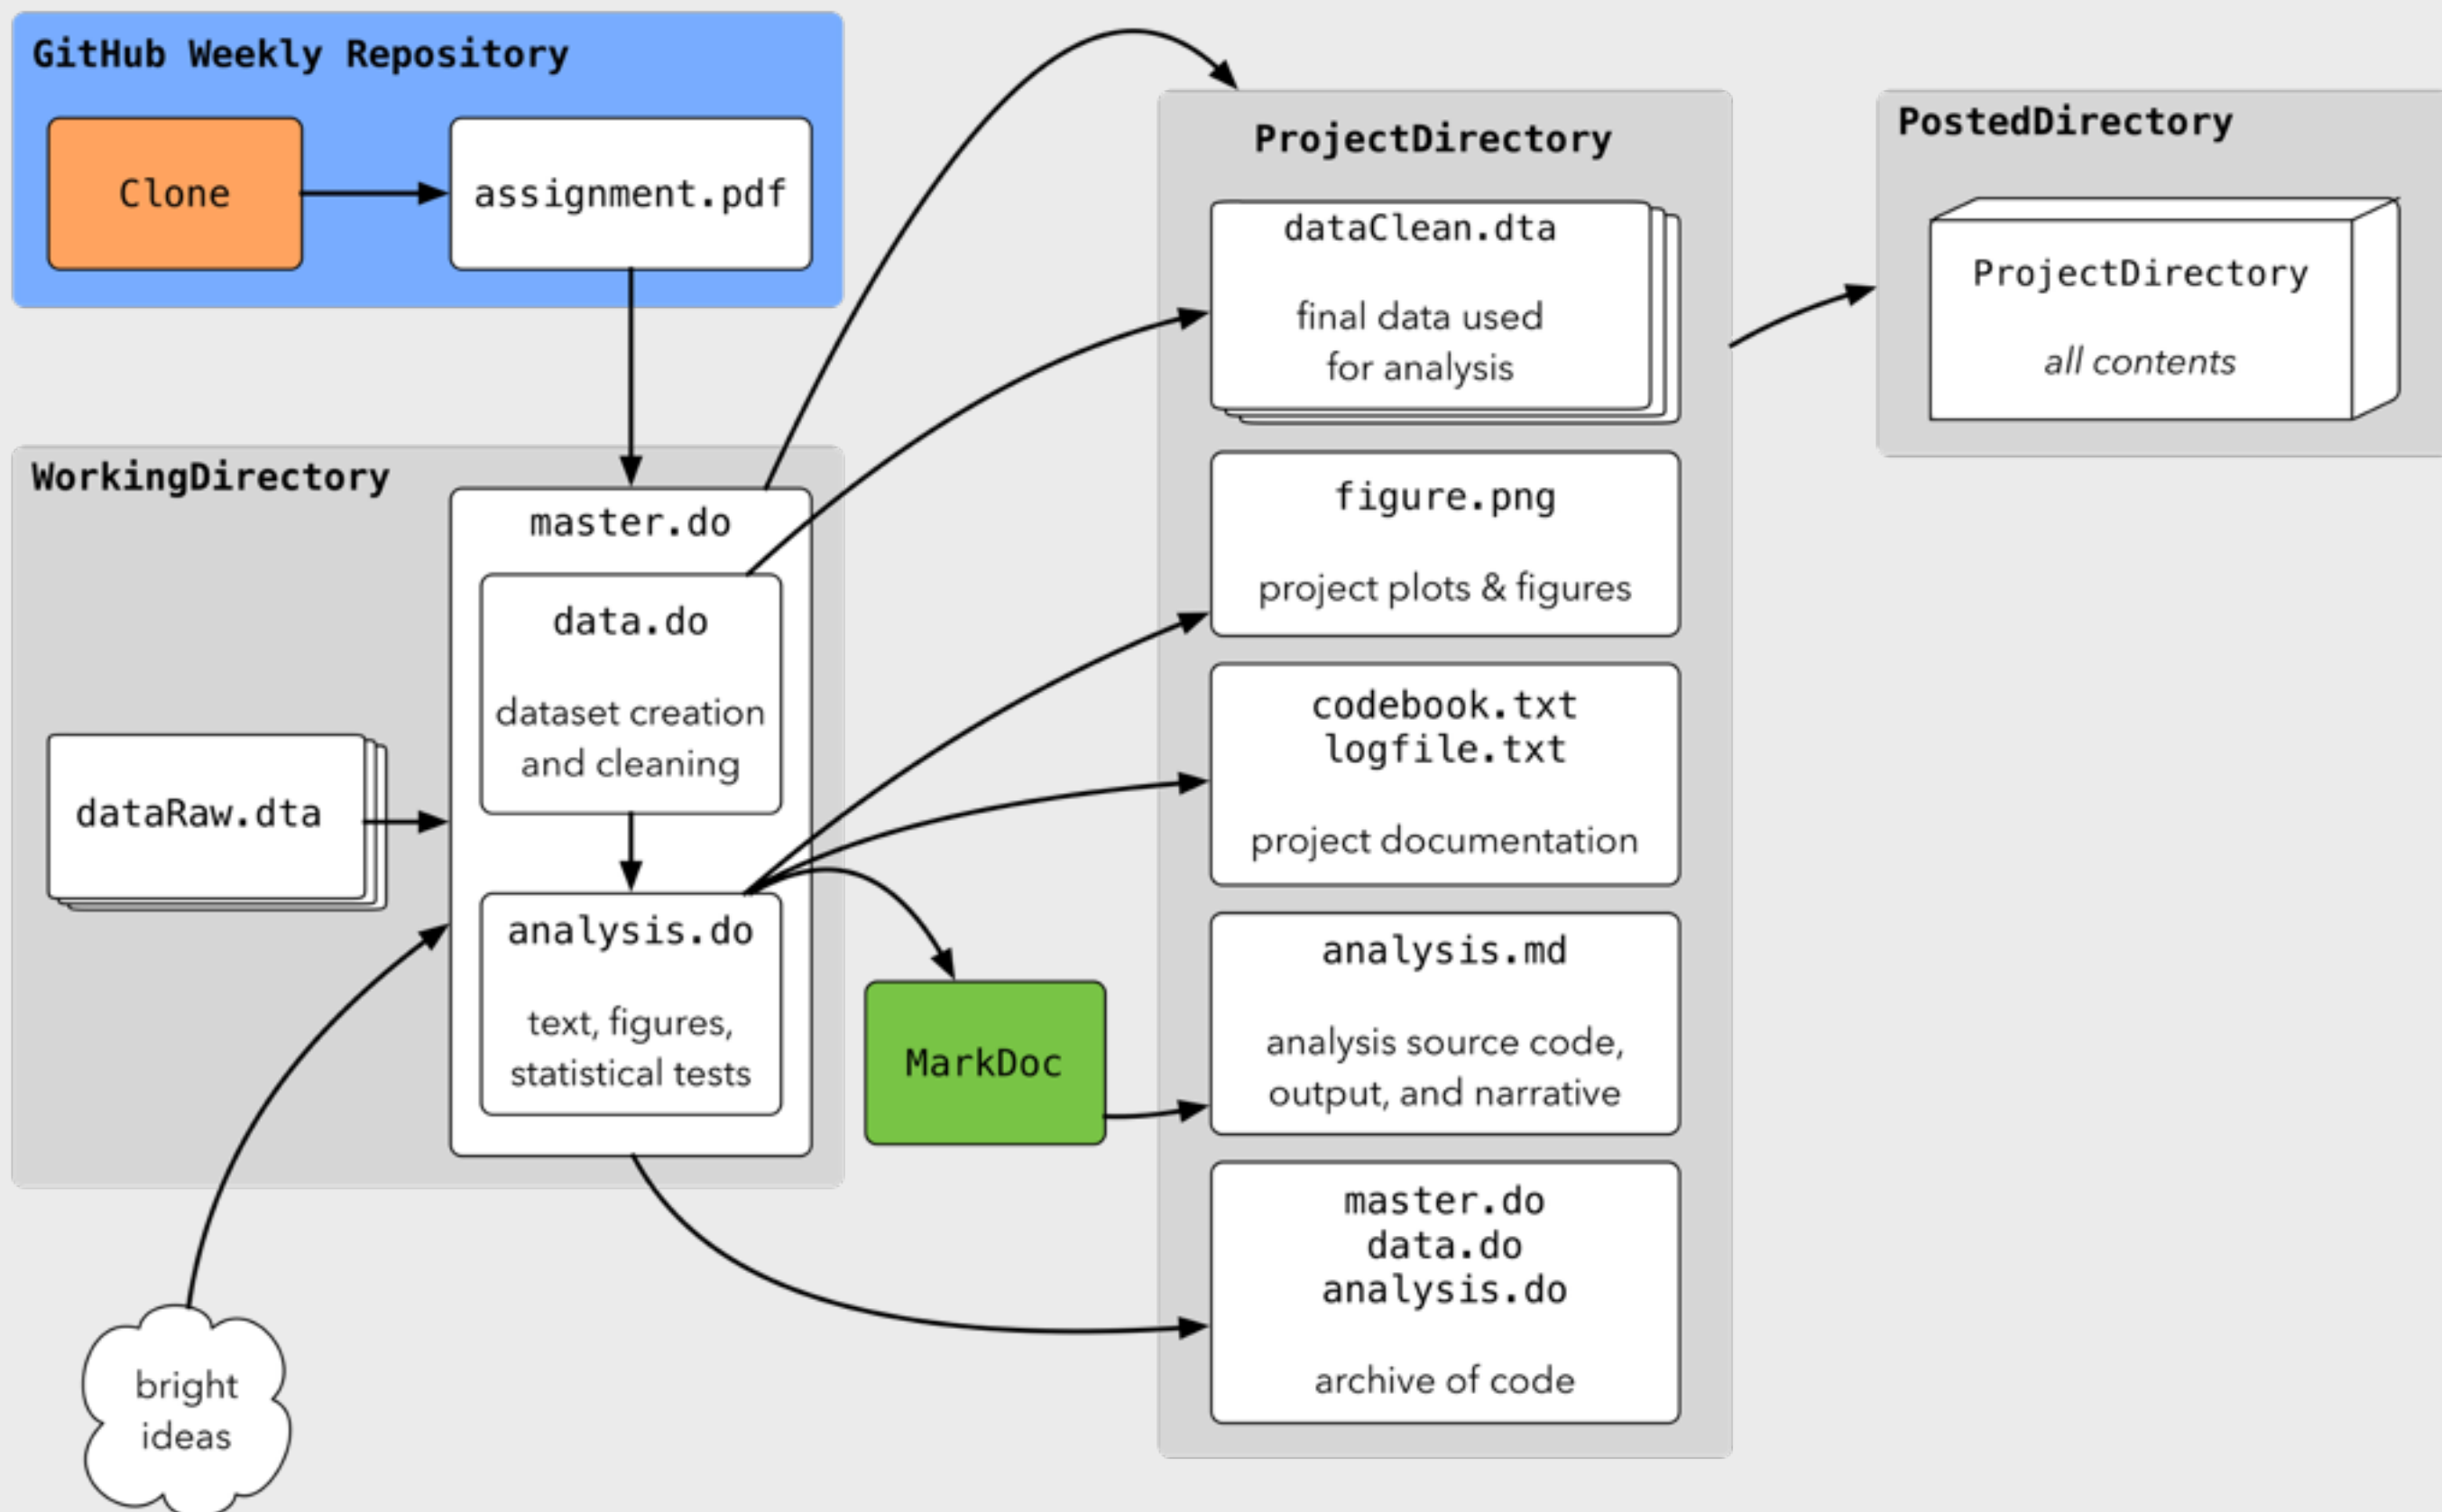 GitHub Weekly Repository
Clone
assignment.pdf
WorkingDirectory
master.do
data.do
dataset creation
and cleaning
dataRaw.dta
analysis.do
text, figures,
statistical tests
bright
ideas
MarkDoc
ProjectDirectory
dataClean.dta
final data used
for analysis
figure.png
project plots & figures
codebook.txt
logfile.txt
project documentation
analysis.md
analysis source code,
output, and narrative
master.do
data.do
analysis.do
archive of code
PostedDirectory
ProjectDirectory
all contents